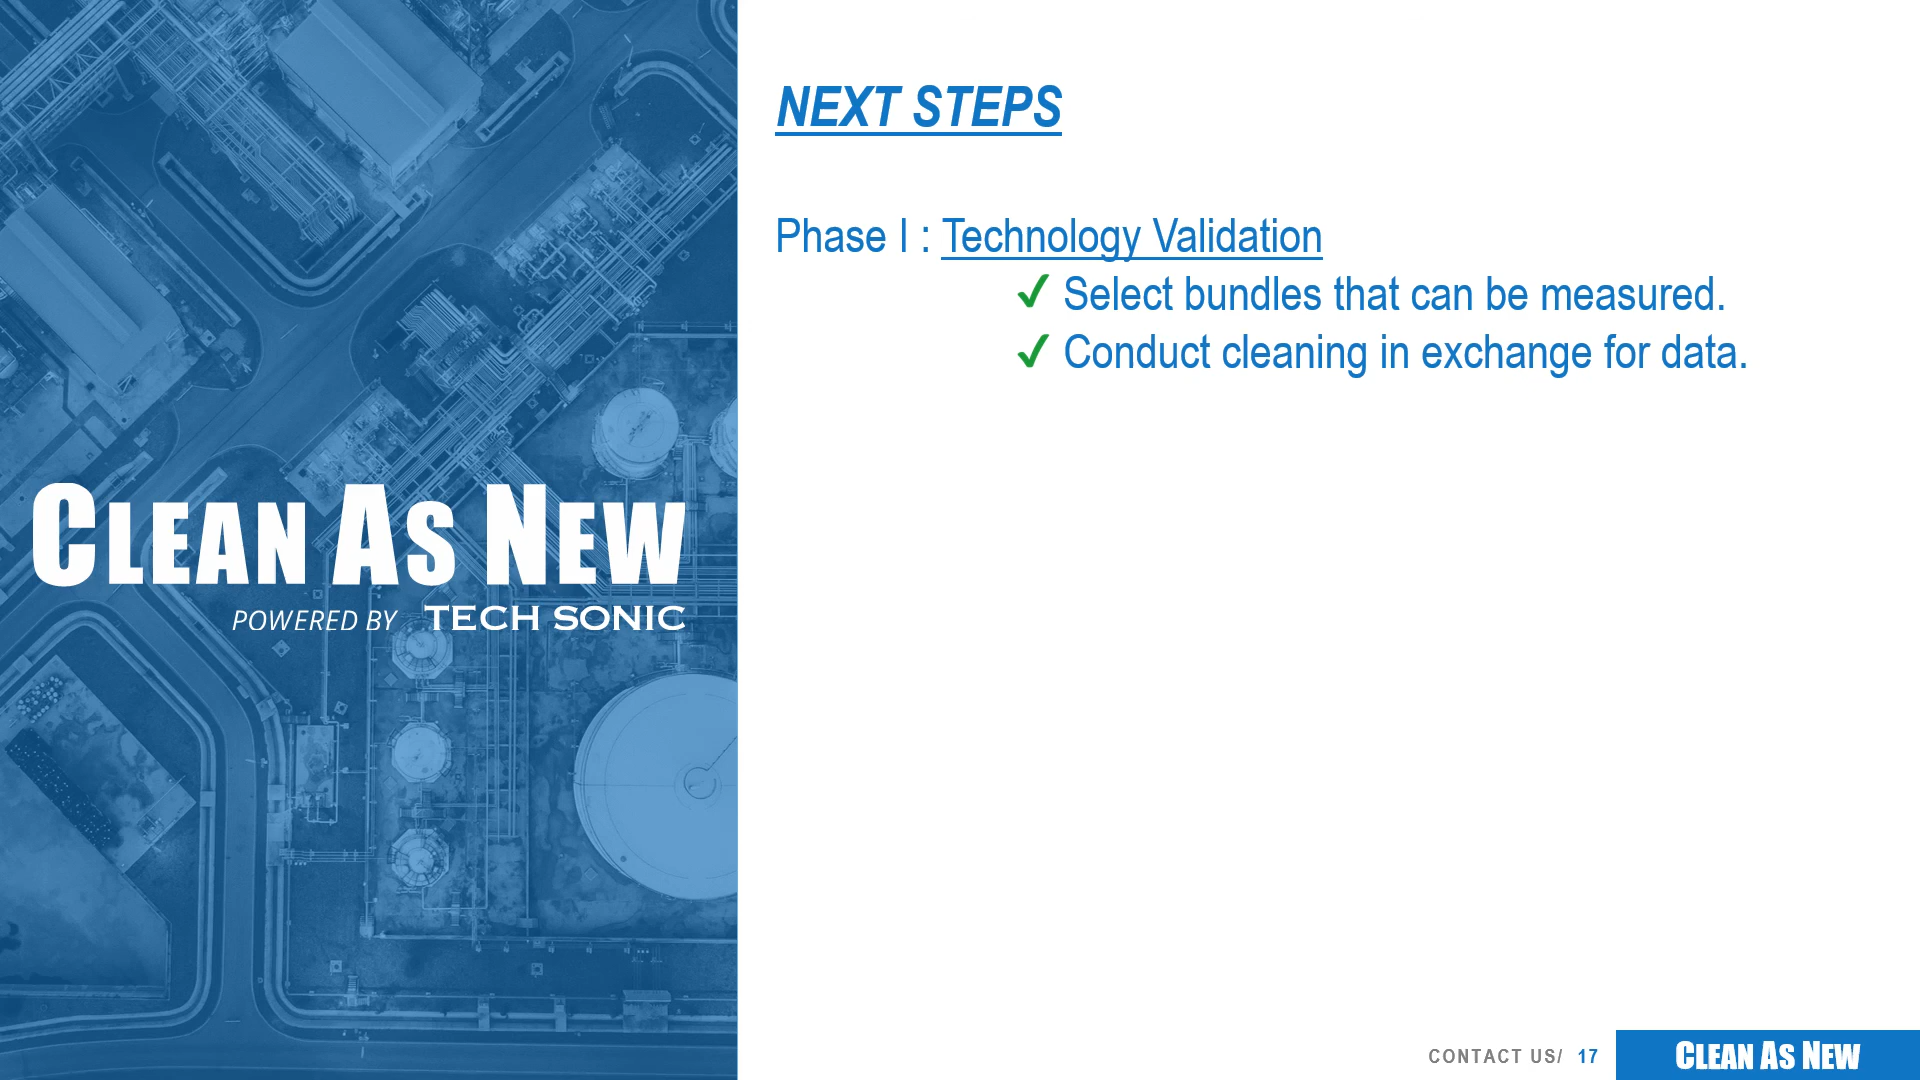 NEXT STEPS
Phase I : Technology Validation
✓ Select bundles that can be measured.
✓ Conduct cleaning in exchange for data.
CLEAN AS NEW
POWERED BY TECH SONIC
CONTACT US/ 17
CLEAN AS NEW